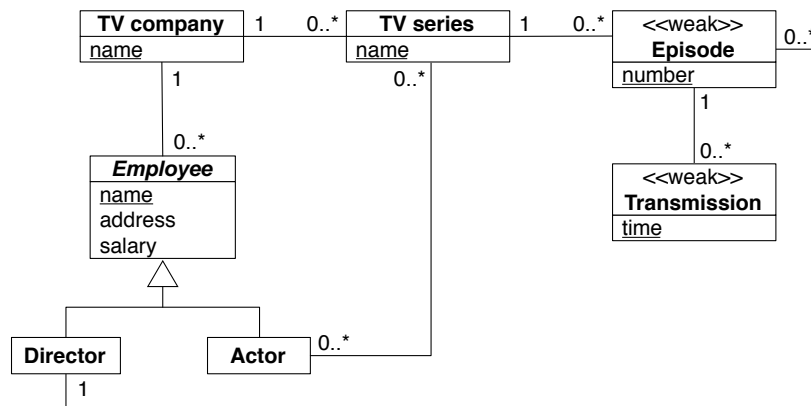 TV company
name
1
0..*
TV series
name
1
0..*
<<weak>>
Episode
number
0..*
1
0..*
1
0..*
0..*
<<weak>>
Transmission
time
Employee
name
address
salary
Director
Actor
0..*
1